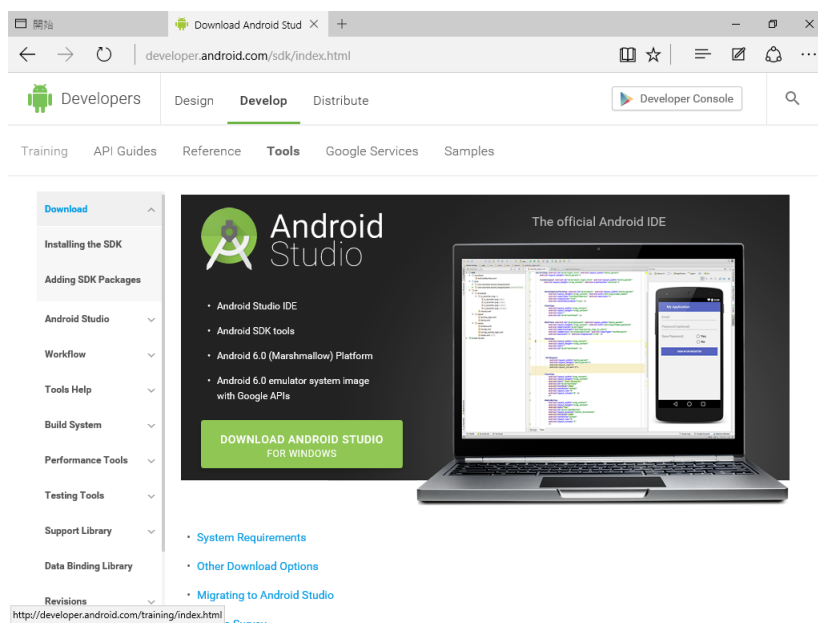 開始
Download Android Stud
developer.android.com/sdk/index.html
Developers
Design Develop Distribute
Developer Console
Training API Guides Reference Tools Google Services Samples
Download
Installing the SDK
Adding SDK Packages
Android Studio
Workflow
Tools Help
Build System
Performance Tools
Testing Tools
Support Library
Data Binding Library
Revisions
Android
Studio
• Android Studio IDE
• Android SDK tools
• Android 6.0 (Marshmallow) Platform
• Android 6.0 emulator system image
with Google APIs
DOWNLOAD ANDROID STUDIO
FOR WINDOWS
The official Android IDE
My Application
• System Requirements
• Other Download Options
• Migrating to Android Studio
Survey
http://developer.android.com/training/index.html